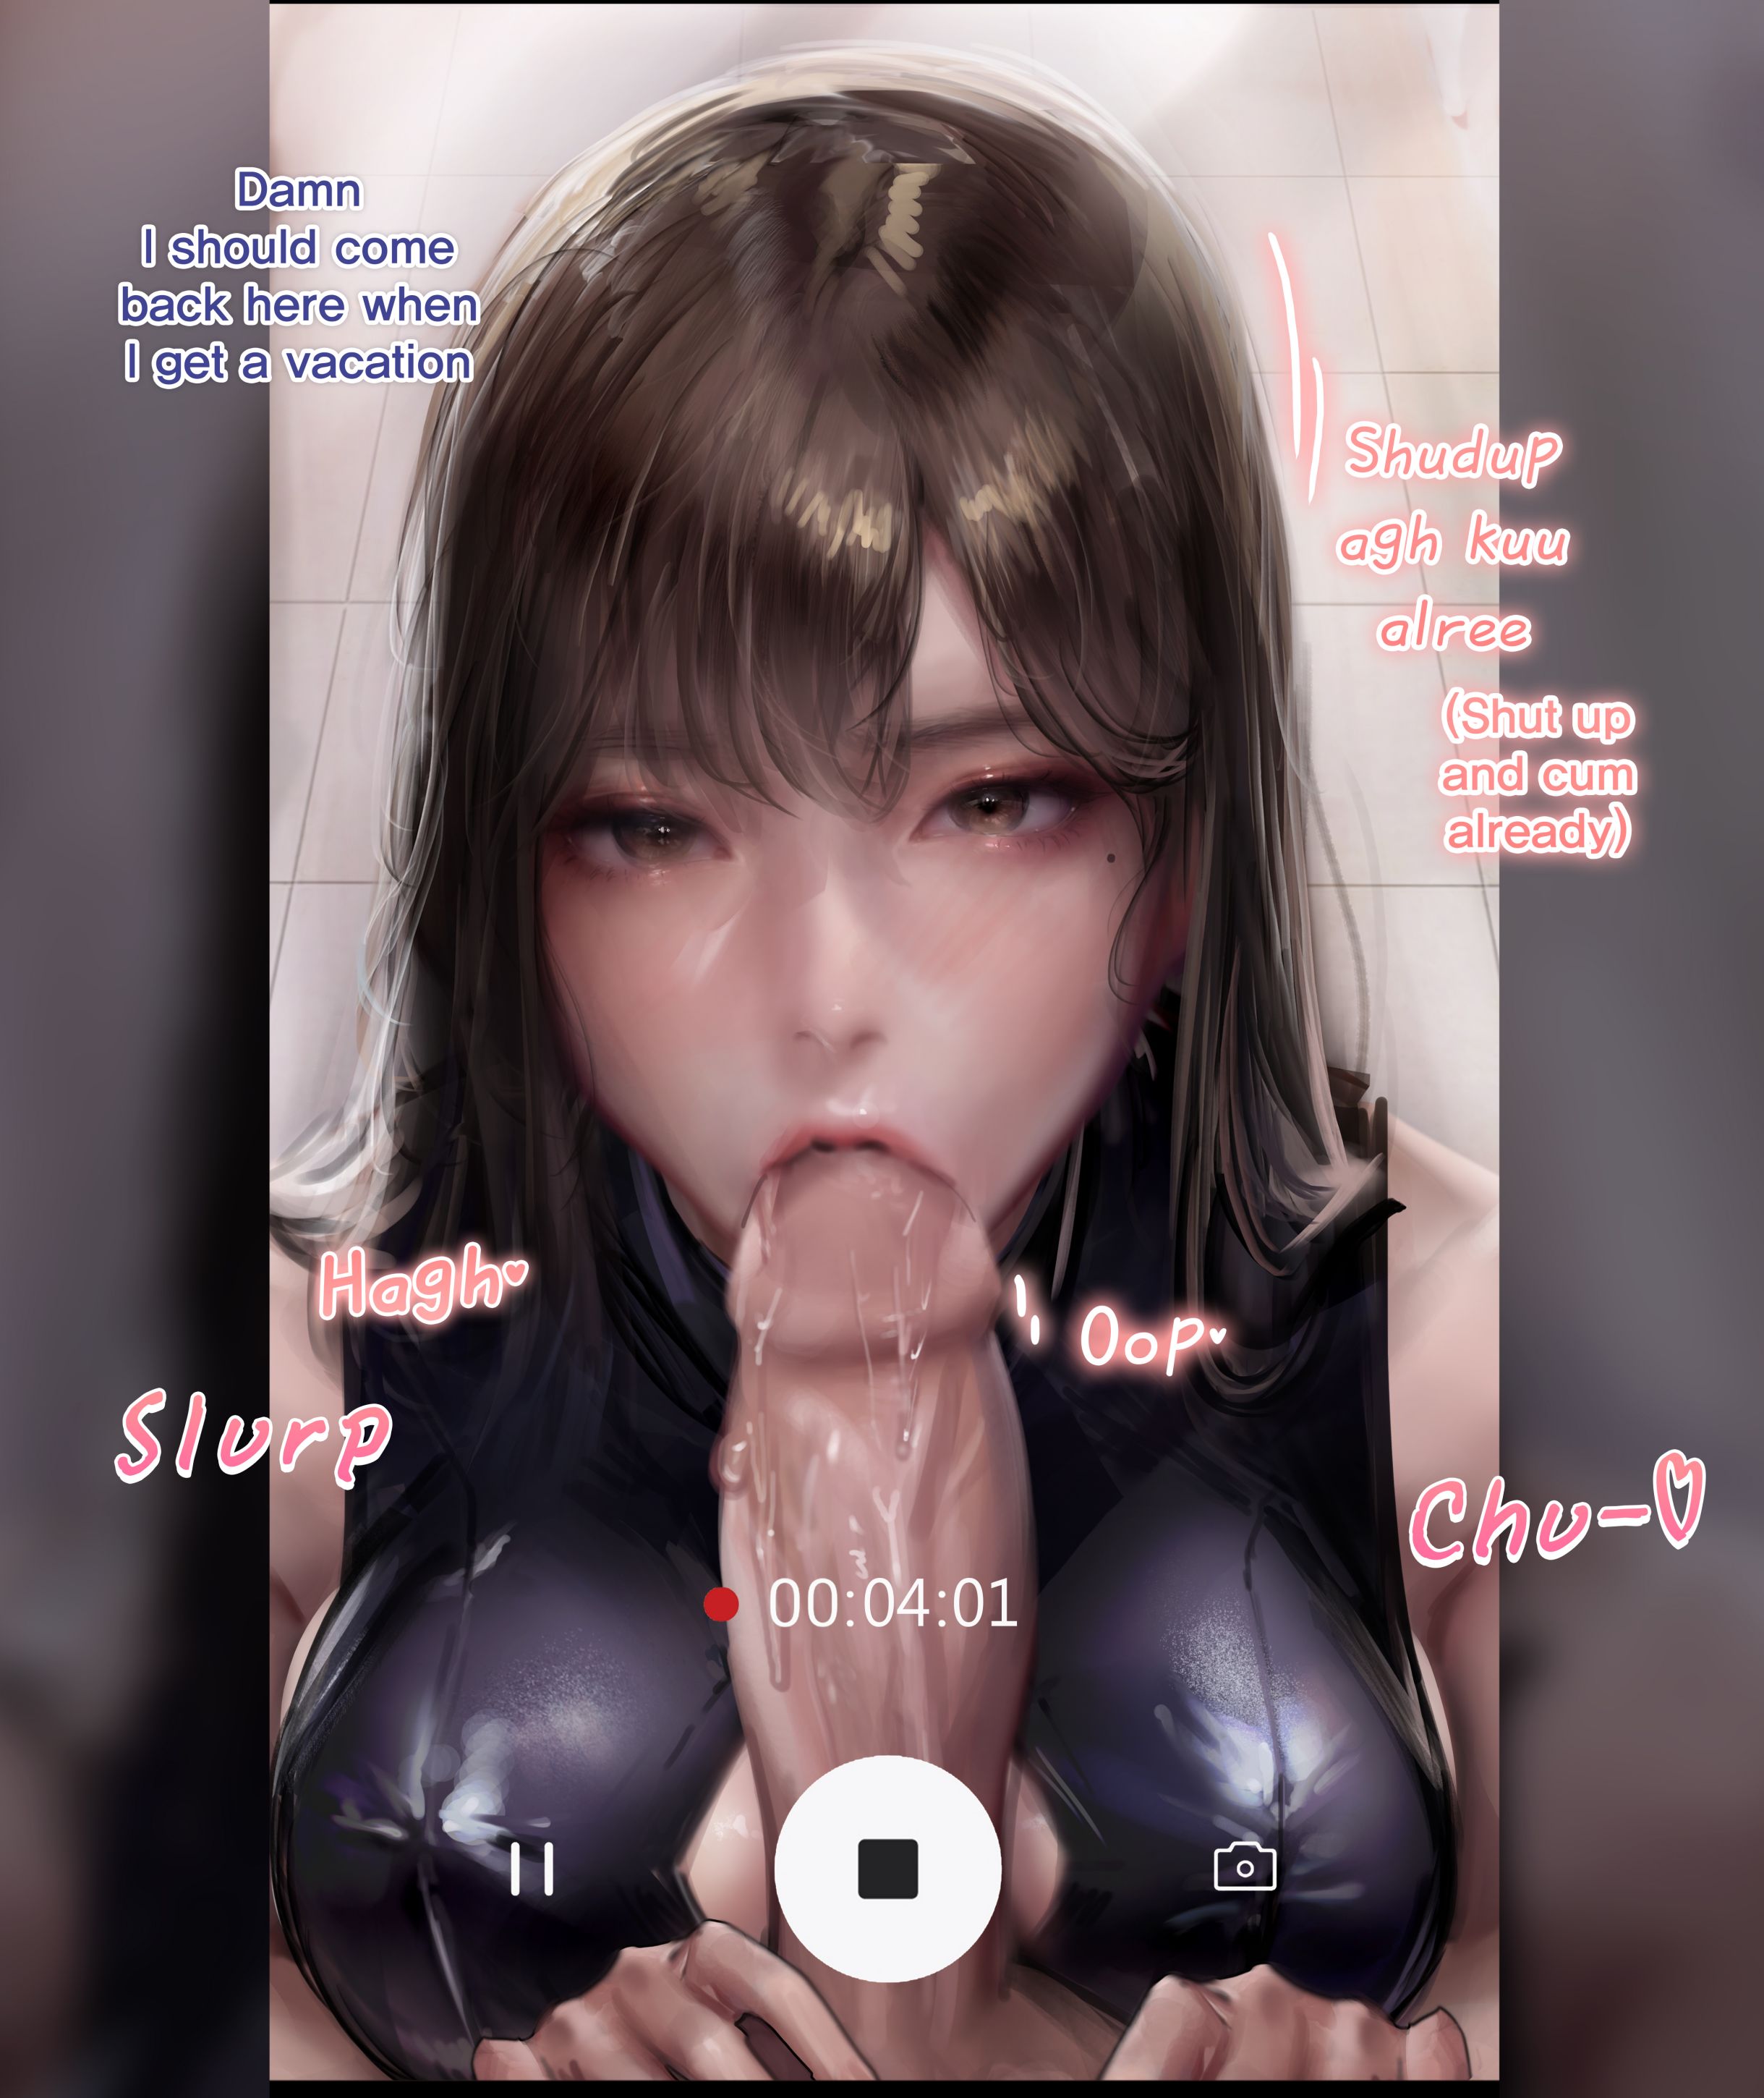 Damn
I should come
back here when
I get a vacation
Shudup
agh kuu
alree
(Shut up
and cum
already)
Hagh♥
Oop♥
Slurp
Chu-♥
00:04:01